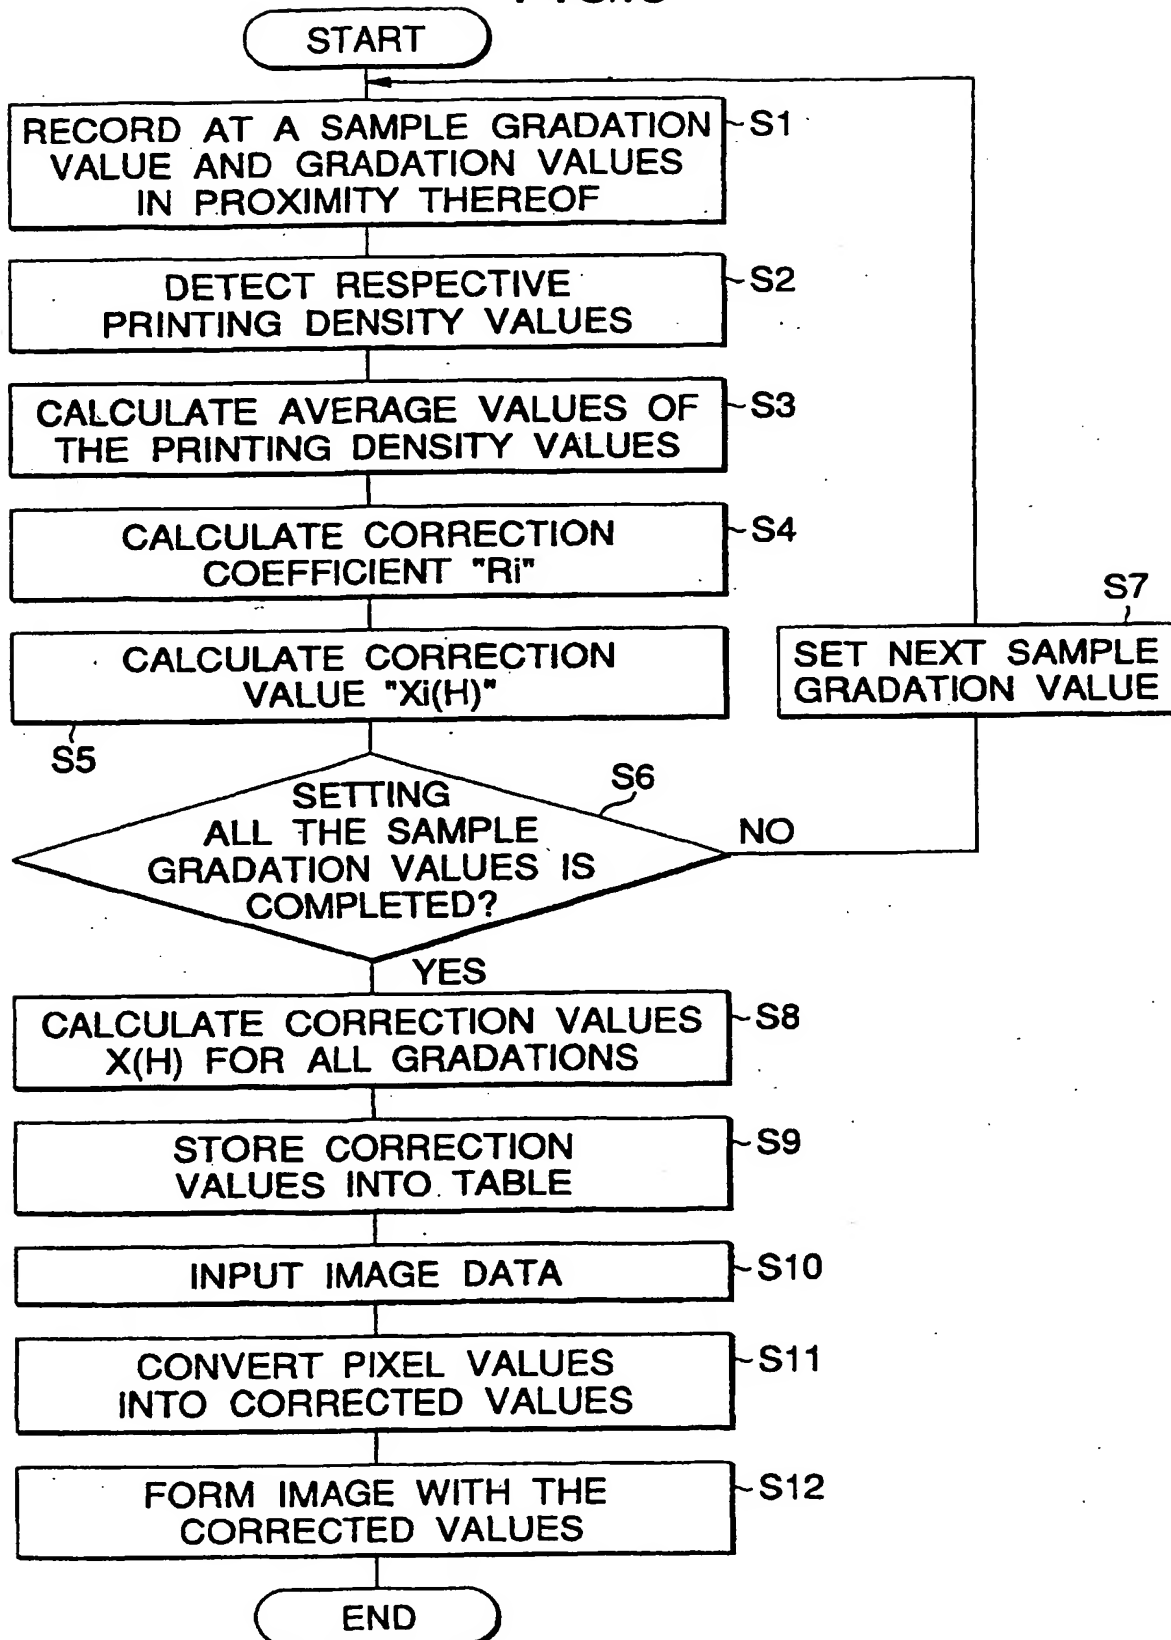 START
RECORD AT A SAMPLE GRADATION
VALUE AND GRADATION VALUES
IN PROXIMITY THEREOF
S1
DETECT RESPECTIVE
PRINTING DENSITY VALUES
S2
CALCULATE AVERAGE VALUES OF
THE PRINTING DENSITY VALUES
S3
CALCULATE CORRECTION
COEFFICIENT "Ri"
S4
CALCULATE CORRECTION
VALUE "Xi(H)"
S5
S7
SET NEXT SAMPLE
GRADATION VALUE
SETTING
ALL THE SAMPLE
GRADATION VALUES IS
COMPLETED?
S6
NO
YES
CALCULATE CORRECTION VALUES
X(H) FOR ALL GRADATIONS
S8
STORE CORRECTION
VALUES INTO TABLE
S9
INPUT IMAGE DATA
S10
CONVERT PIXEL VALUES
INTO CORRECTED VALUES
S11
FORM IMAGE WITH THE
CORRECTED VALUES
S12
END